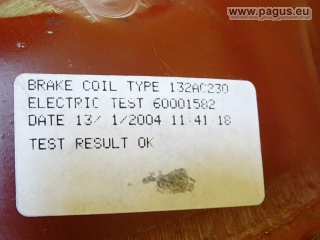 © www.pagus.eu
BRAKE COIL TYPE 132AC230
ELECTRIC TEST 60001582
DATE 13/ 1/2004 11:41:18
TEST RESULT OK